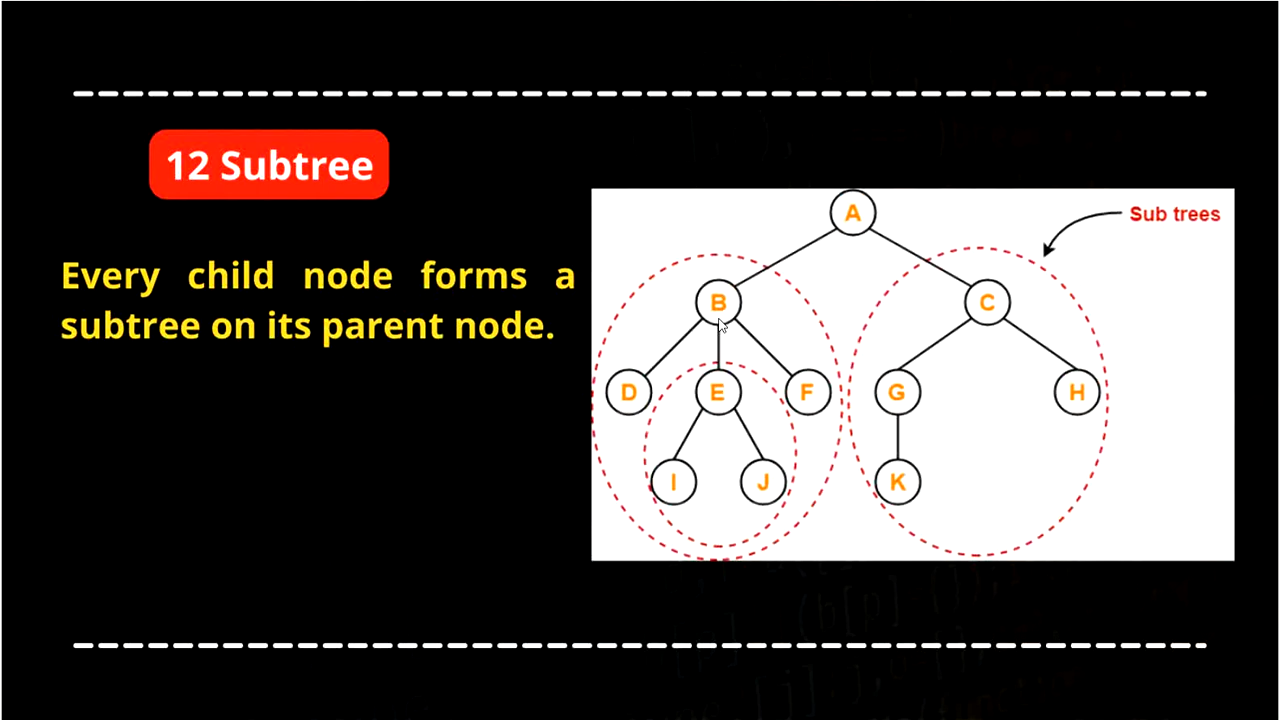 12 Subtree
Every child node forms a
subtree on its parent node.
A
Sub trees
B
C
D
E
F
G
H
I
J
K